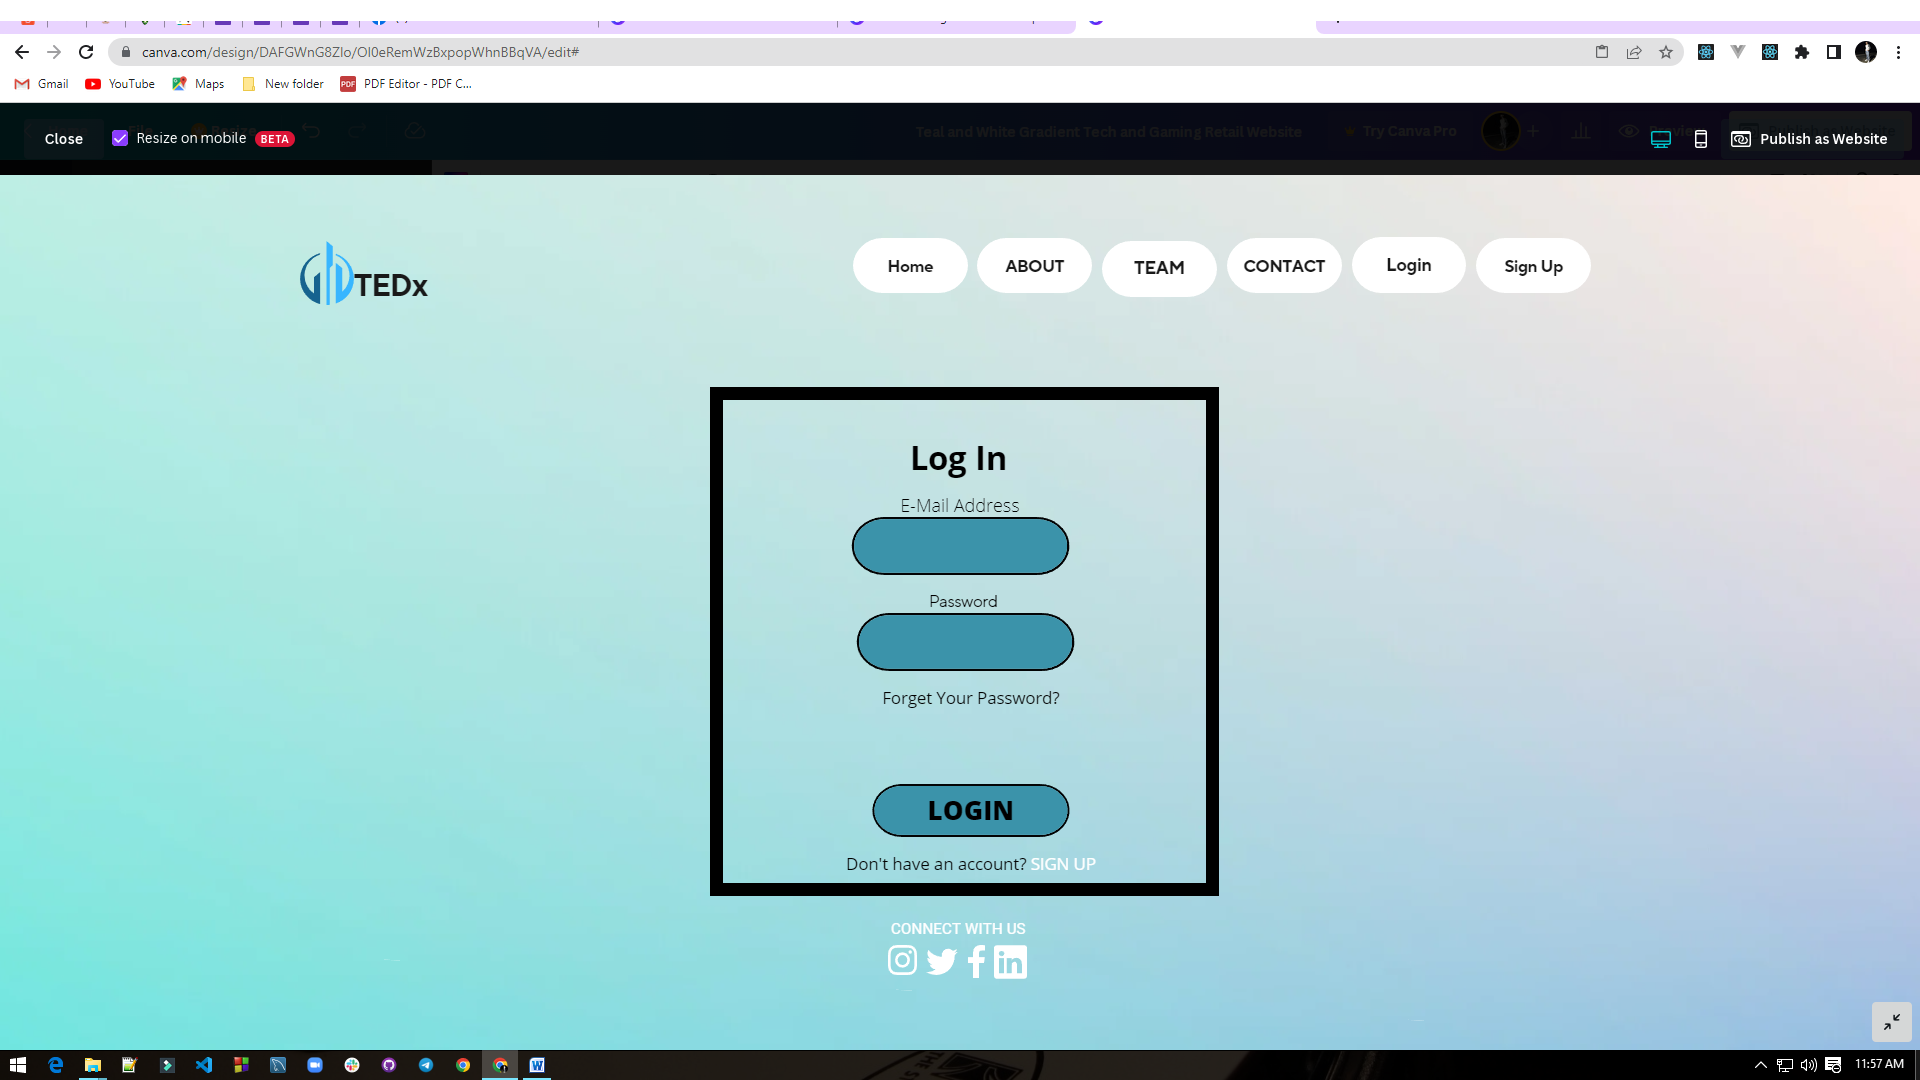 canva.com/design/DAFGWnG8ZIo/OI0eRemWzBxpopWhnBBqVA/edit#
Gmail YouTube Maps New folder PDF PDF Editor - PDF C...
Close Resize on mobile BETA Teal and White Gradient Tech and Gaming Retail Website Try Canva Pro Publish as Website
TEDx Home ABOUT TEAM CONTACT Login Sign Up
Log In
E-Mail Address
Password
Forget Your Password?
LOGIN
Don't have an account? SIGN UP
CONNECT WITH US
in
11:57 AM